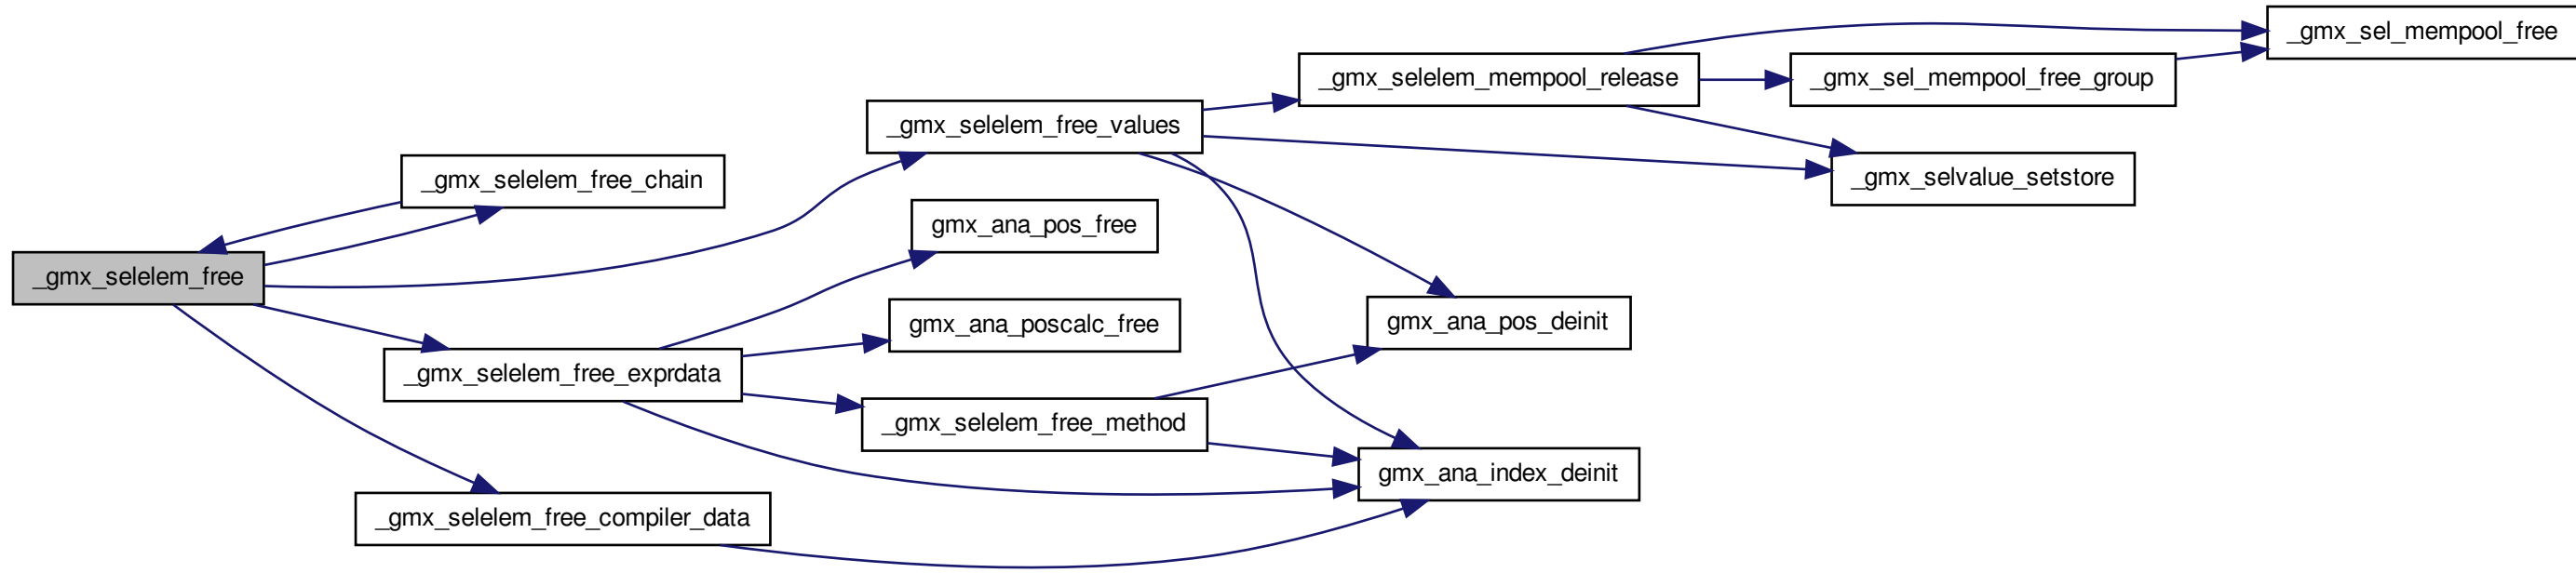 _gmx_sel_mempool_free
_gmx_selelem_mempool_release
_gmx_sel_mempool_free_group
_gmx_selelem_free_values
_gmx_selelem_free_chain
_gmx_selvalue_setstore
gmx_ana_pos_free
_gmx_selelem_free
gmx_ana_poscalc_free
gmx_ana_pos_deinit
_gmx_selelem_free_exprdata
_gmx_selelem_free_method
gmx_ana_index_deinit
_gmx_selelem_free_compiler_data